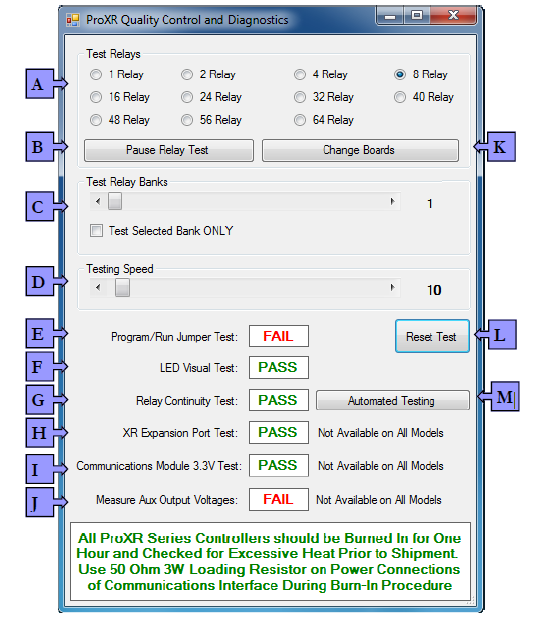 ProXR Quality Control and Diagnostics
Test Relays
A
1 Relay 2 Relay 4 Relay 8 Relay
16 Relay 24 Relay 32 Relay 40 Relay
48 Relay 56 Relay 64 Relay
B Pause Relay Test Change Boards K
Test Relay Banks
C 1
Test Selected Bank ONLY
Testing Speed
D 10
E Program/Run Jumper Test: FAIL Reset Test L
F LED Visual Test: PASS
G Relay Continuity Test: PASS Automated Testing M
H XR Expansion Port Test: PASS Not Available on All Models
I Communications Module 3.3V Test: PASS Not Available on All Models
J Measure Aux Output Voltages: FAIL Not Available on All Models
All ProXR Series Controllers should be Burned In for One
Hour and Checked for Excessive Heat Prior to Shipment.
Use 50 Ohm 3W Loading Resistor on Power Connections
of Communications Interface During Burn-In Procedure